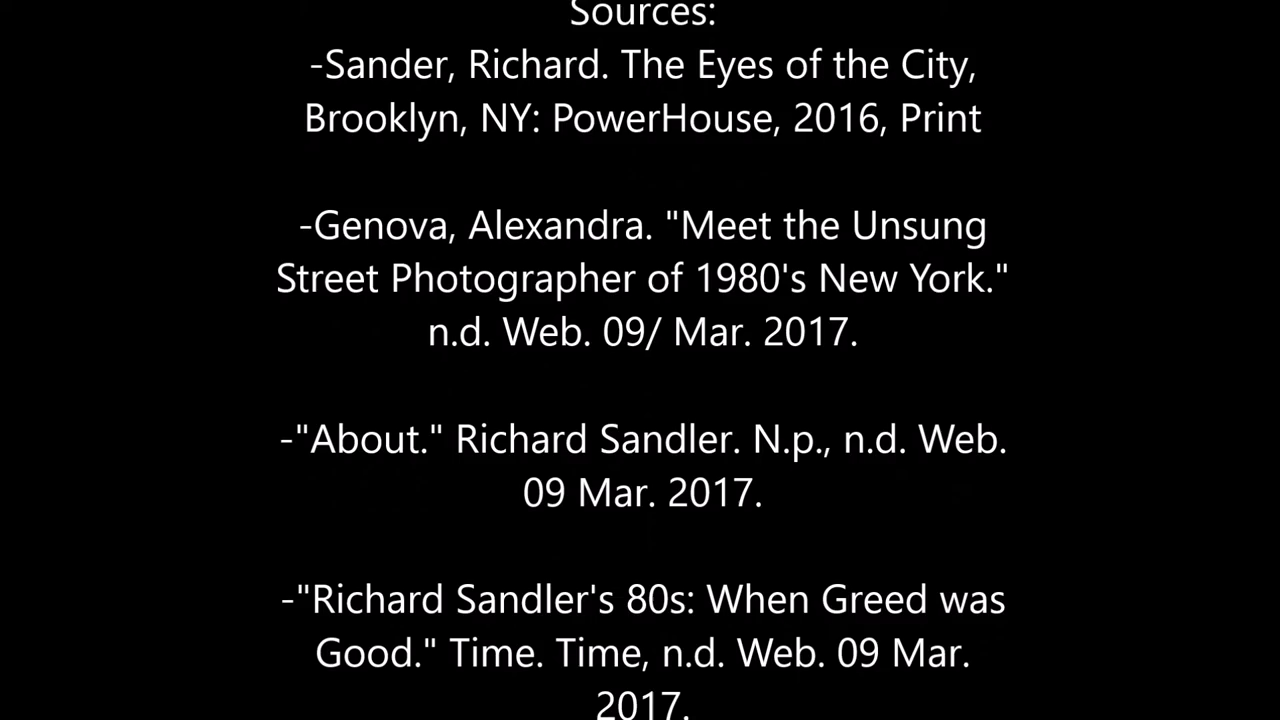 Sources:
-Sander, Richard. The Eyes of the City,
Brooklyn, NY: PowerHouse, 2016, Print
-Genova, Alexandra. "Meet the Unsung
Street Photographer of 1980's New York."
n.d. Web. 09/ Mar. 2017.
-"About." Richard Sandler. N.p., n.d. Web.
09 Mar. 2017.
-"Richard Sandler's 80s: When Greed was
Good." Time. Time, n.d. Web. 09 Mar.
2017.